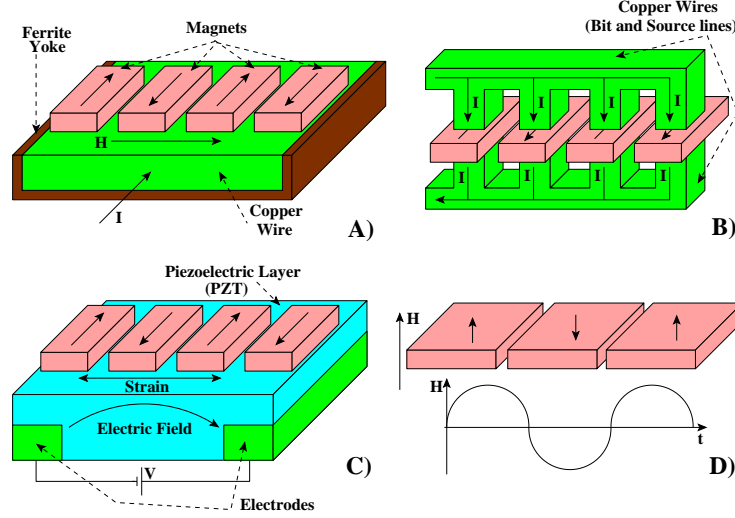 Ferrite
Yoke
Magnets
H
I
Copper
Wire
A)
Copper Wires
(Bit and Source lines)
I
I
I
I
I
I
I
I
B)
Piezoelectric Layer
(PZT)
Strain
Electric Field
V
Electrodes
C)
H
H
t
D)